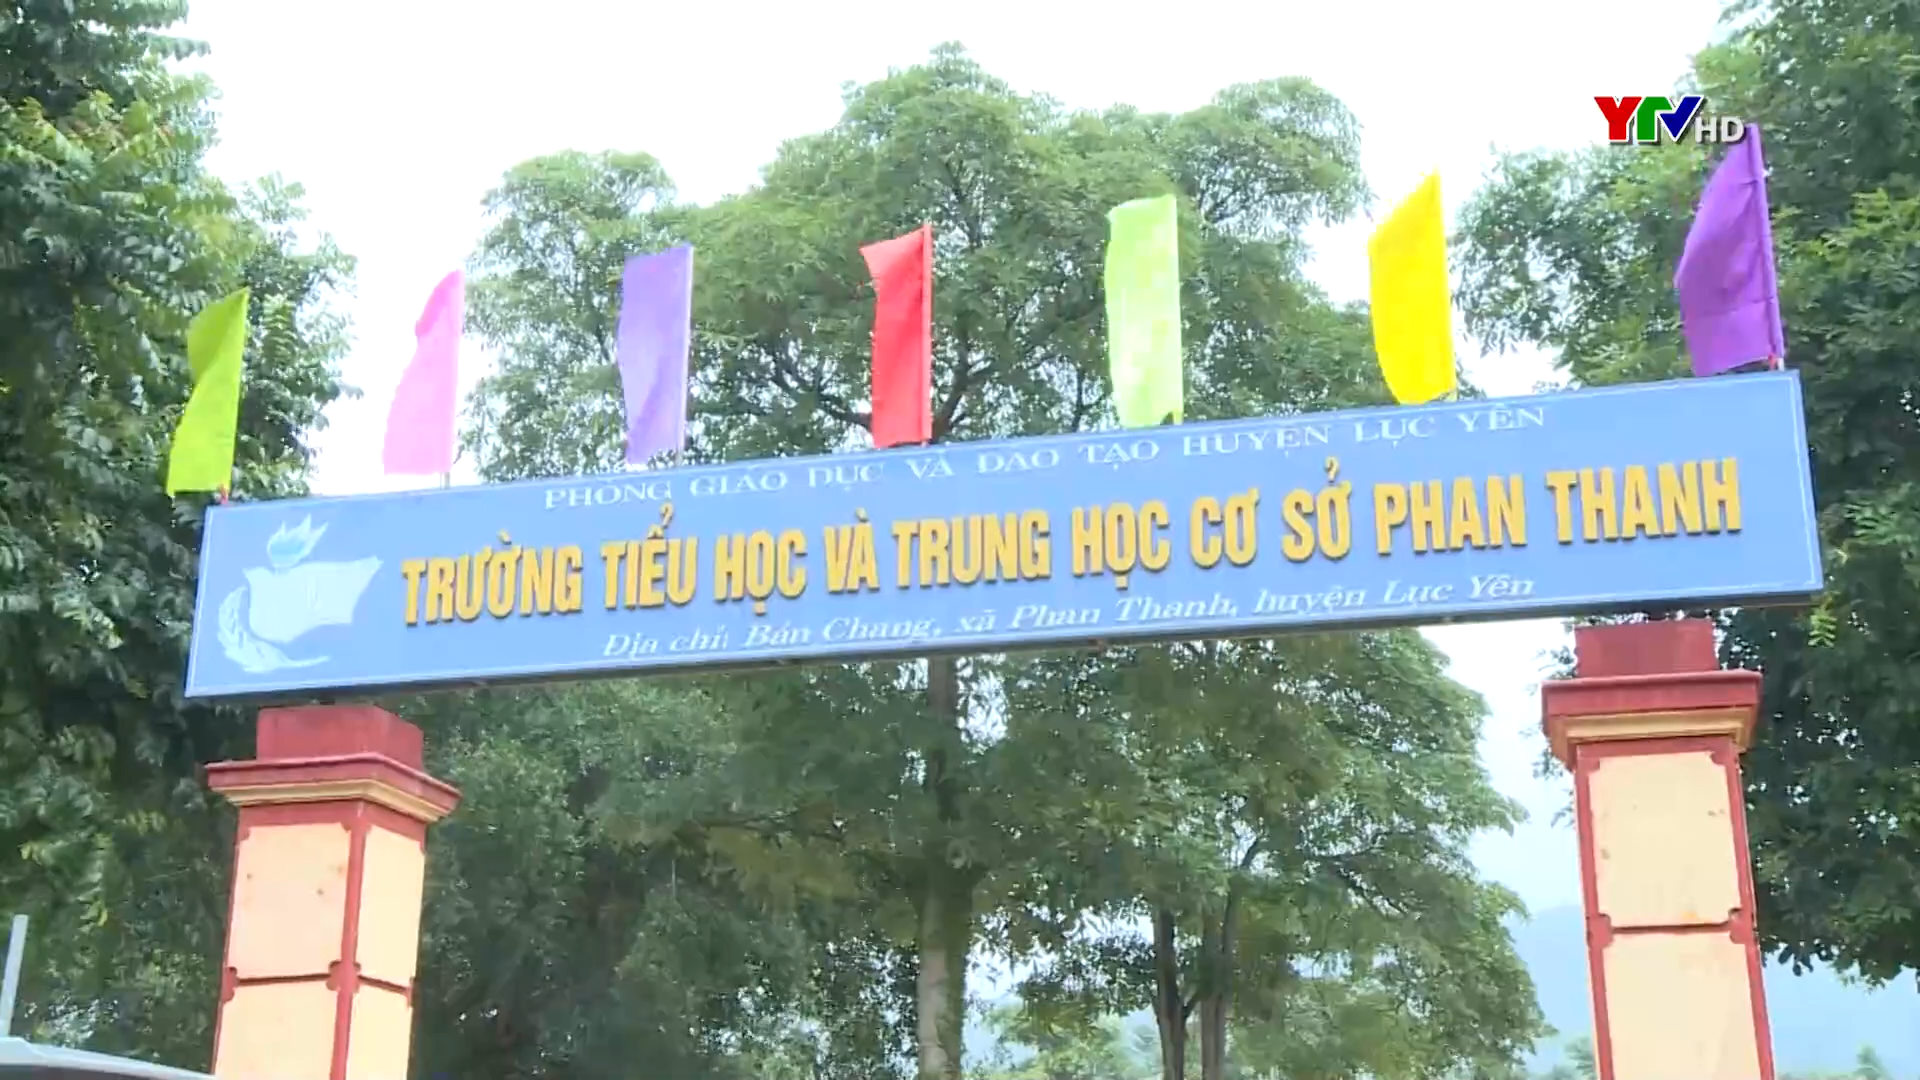 YTV HD
PHÒNG GIÁO DỤC VÀ ĐÀO TẠO HUYỆN LỤC YÊN
TRƯỜNG TIỂU HỌC VÀ TRUNG HỌC CƠ SỞ PHAN THANH
Địa chỉ: Bản Chang, xã Phan Thanh, huyện Lục Yên